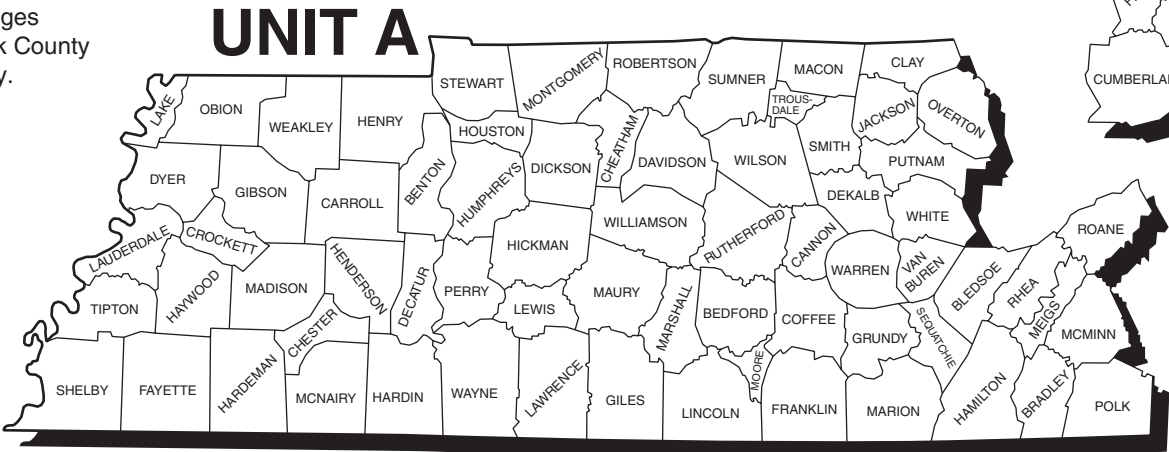 ges
k County
y.
UNIT A
STEWART
MONTGOMERY
ROBERTSON
SUMNER
MACON
CLAY
LAKE
OBION
WEAKLEY
HENRY
HOUSTON
DICKSON
CHEATHAM
DAVIDSON
WILSON
TROUS-
DALE
SMITH
JACKSON
OVERTON
PUTNAM
CUMBERLAN
DYER
GIBSON
CARROLL
BENTON
HUMPHREYS
HICKMAN
WILLIAMSON
RUTHERFORD
CANNON
DEKALB
WHITE
LAUDERDALE
CROCKETT
HAYWOOD
MADISON
HENDERSON
DECATUR
PERRY
LEWIS
MAURY
MARSHALL
BEDFORD
COFFEE
WARREN
VAN
BUREN
BLEDSOE
RHEA
MEIGS
ROANE
TIPTON
CHESTER
GRUNDY
SEQUATCHIE
MCMINN
SHELBY
FAYETTE
HARDEMAN
MCNAIRY
HARDIN
WAYNE
LAWRENCE
GILES
LINCOLN
MOORE
FRANKLIN
MARION
HAMILTON
BRADLEY
POLK